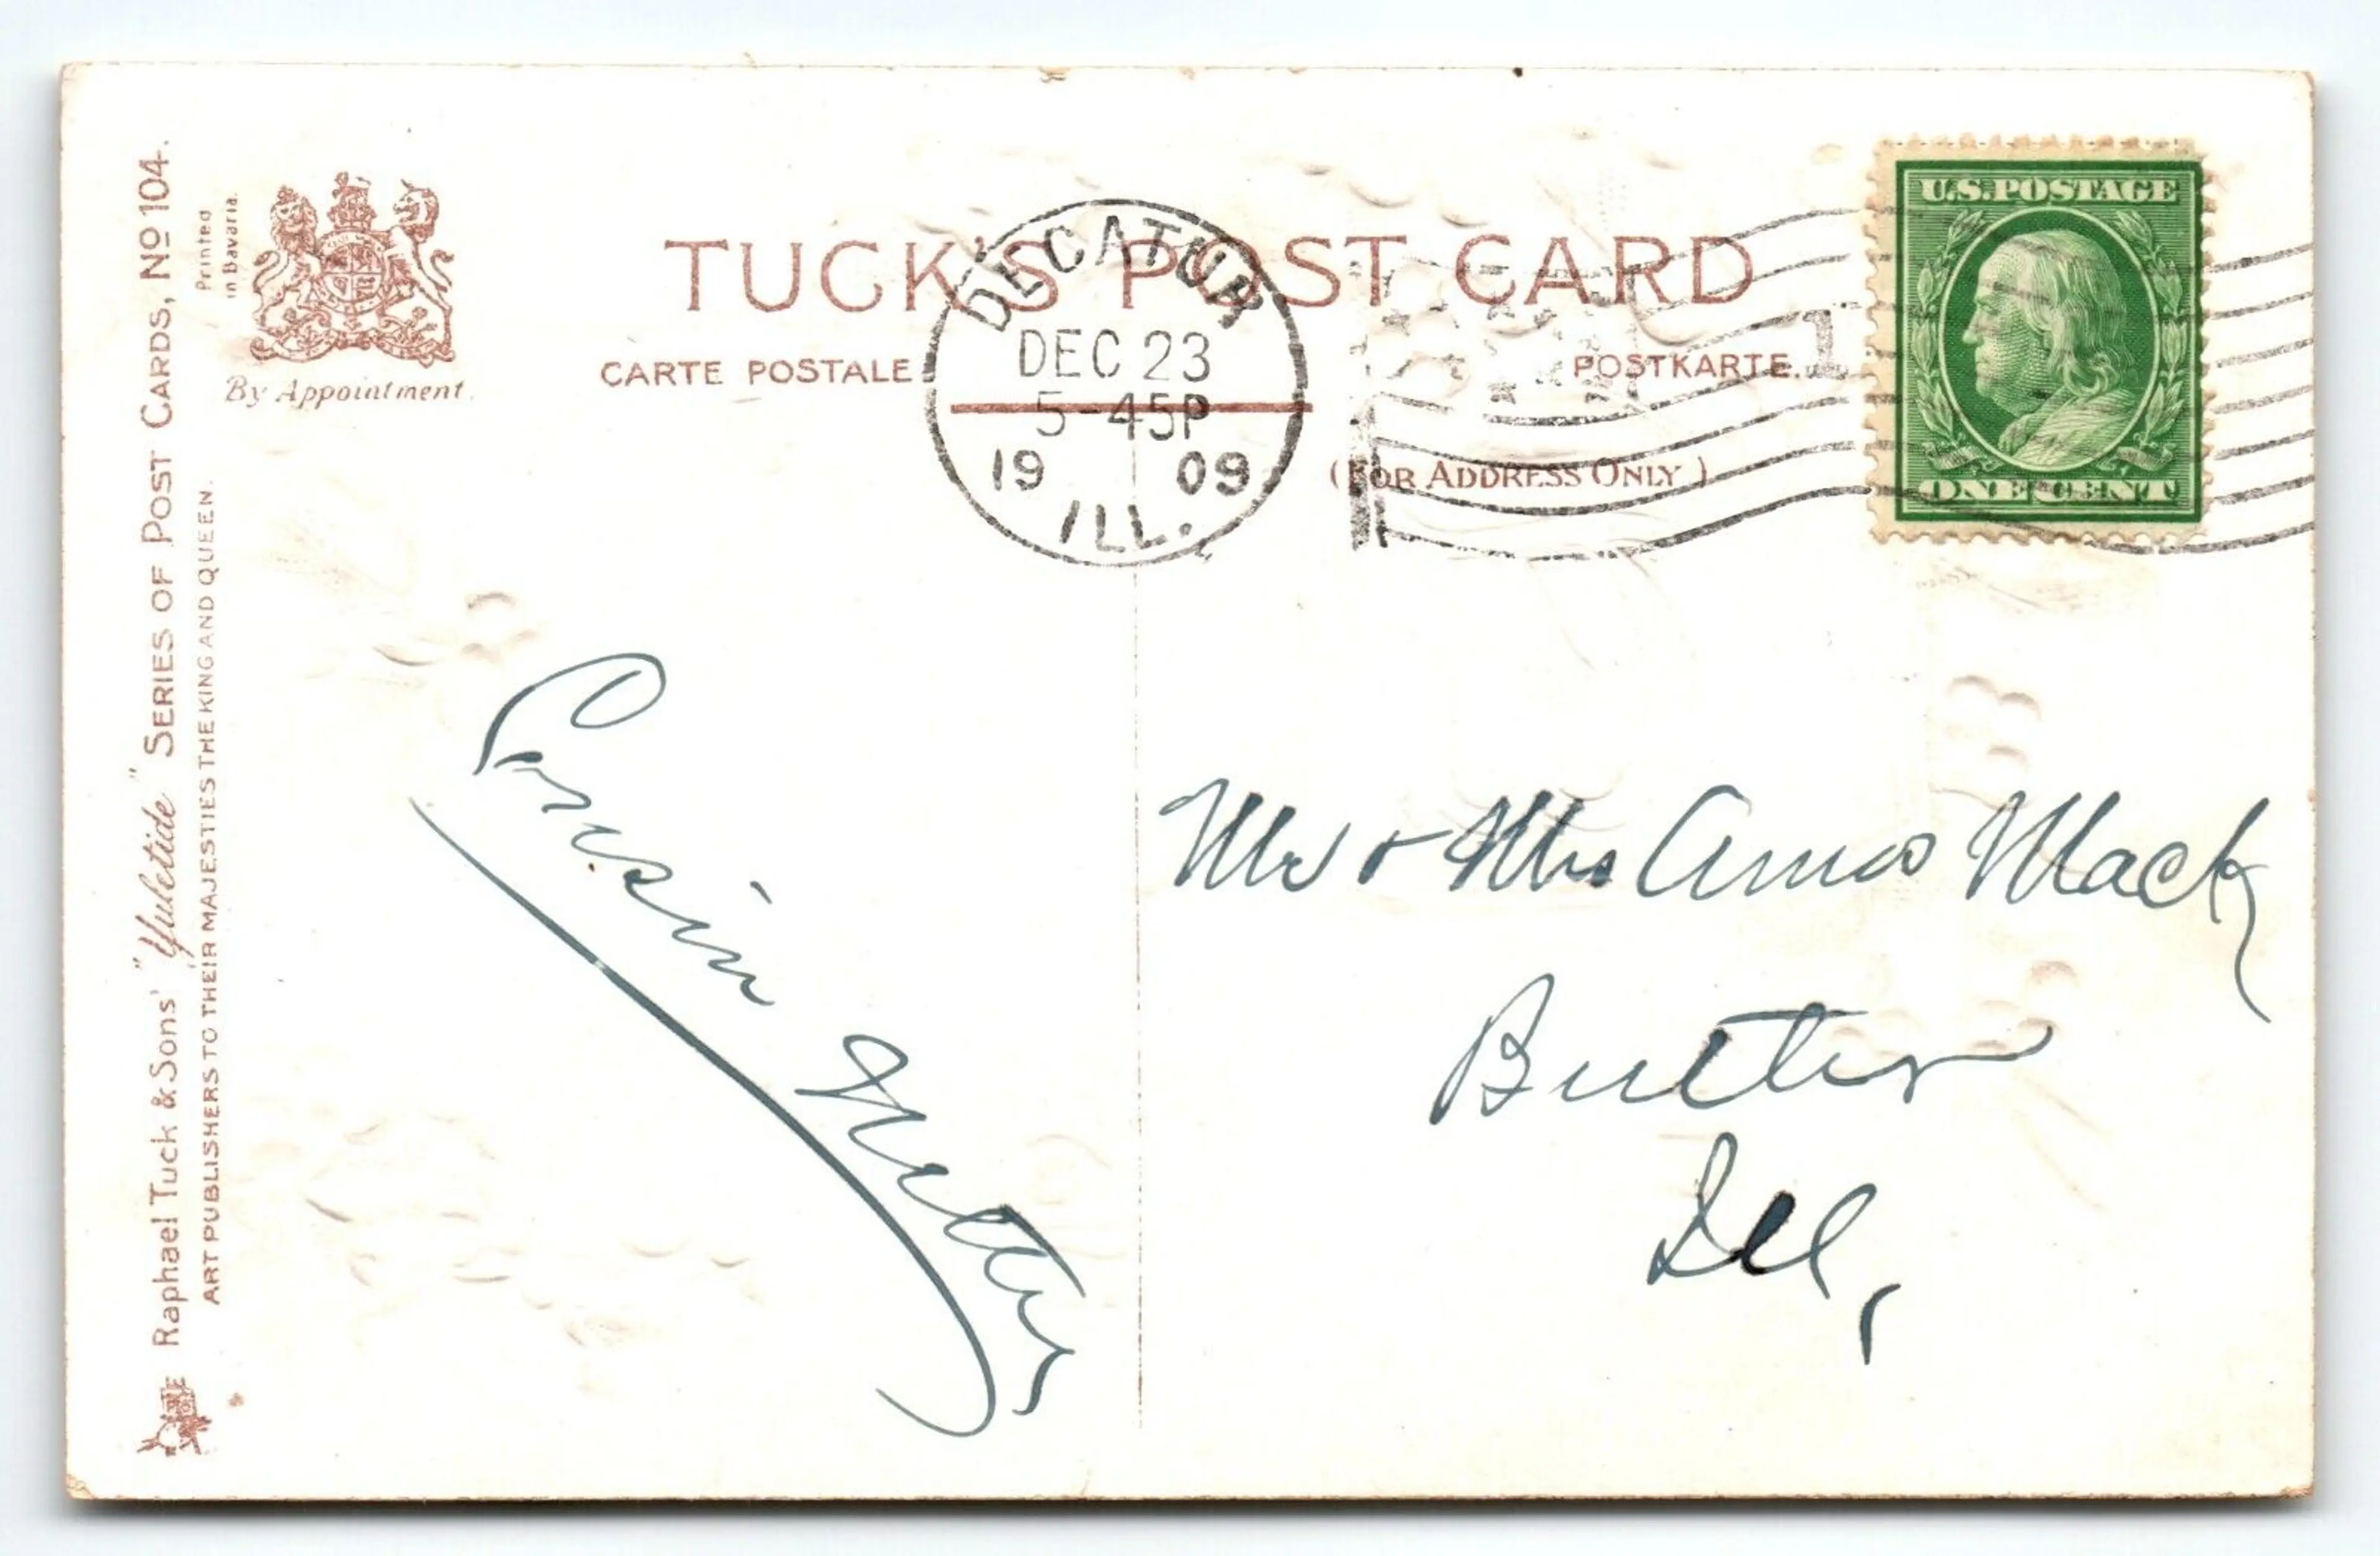 Raphael Tuck & Sons' "Yuletide" Series of Post Cards, No 104.
ART PUBLISHERS TO THEIR MAJESTIES THE KING AND QUEEN.
Printed
in Bavaria.
By Appointment.
TUCK'S POST CARD
CARTE POSTALE
POSTKARTE.
(For Address Only)
DECATUR
DEC 23
5-45P
19 09
ILL.
1
U.S. POSTAGE
ONE CENT
Cousin
Mr & Mrs Amos Mack
Butler
Ill,